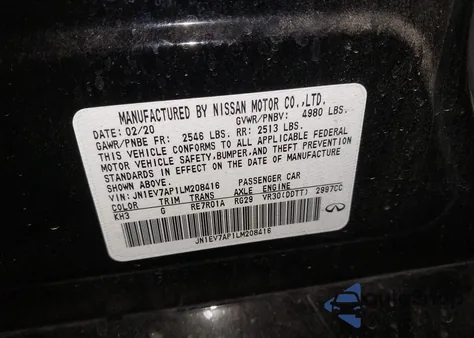 MANUFACTURED BY NISSAN MOTOR CO.,LTD.
DATE: 02/20 GVWR/PNBV: 4980 LBS.
GAWR/PNBE FR: 2546 LBS. RR: 2513 LBS.
THIS VEHICLE CONFORMS TO ALL APPLICABLE FEDERAL
MOTOR VEHICLE SAFETY, BUMPER, AND THEFT PREVENTION
STANDARDS IN EFFECT ON THE DATE OF MANUFACTURE
SHOWN ABOVE.
VIN: JN1EV7AP1LM208416 PASSENGER CAR
COLOR TRIM TRANS AXLE ENGINE
KH3 G RE7R01A RG29 VR30(DDTT) 2997CC
JN1EV7AP1LM208416